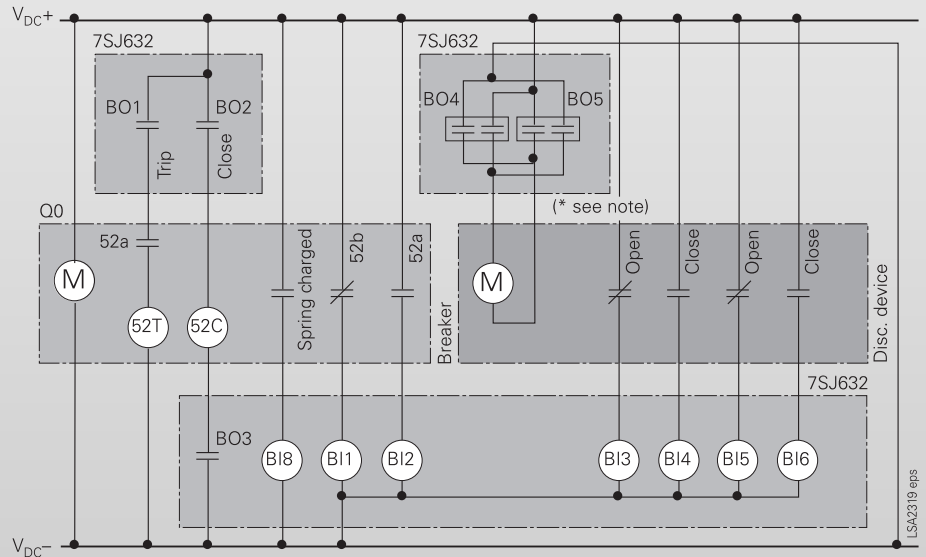 VDC+
7SJ632
7SJ632
BO1
BO2
BO4
BO5
Trip
Close
(* see note)
Q0
52a
Spring charged
52b
52a
Open
Close
Open
Close
M
M
52T
52C
Breaker
Disc. device
7SJ632
BO3
BI8
BI1
BI2
BI3
BI4
BI5
BI6
LSA2319 eps
VDC–